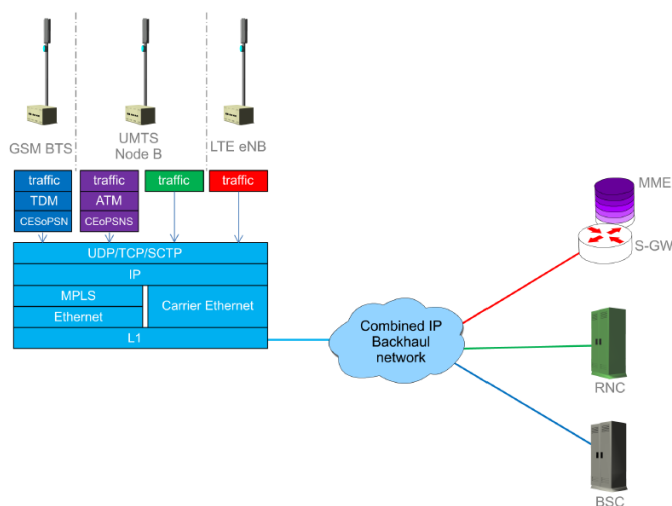 GSM BTS
UMTS
Node B
LTE eNB
traffic
traffic
traffic
traffic
TDM
ATM
CESoPSN
CEoPSNS
UDP/TCP/SCTP
IP
MPLS
Ethernet
Carrier Ethernet
L1
Combined IP
Backhaul
network
MME
S-GW
RNC
BSC